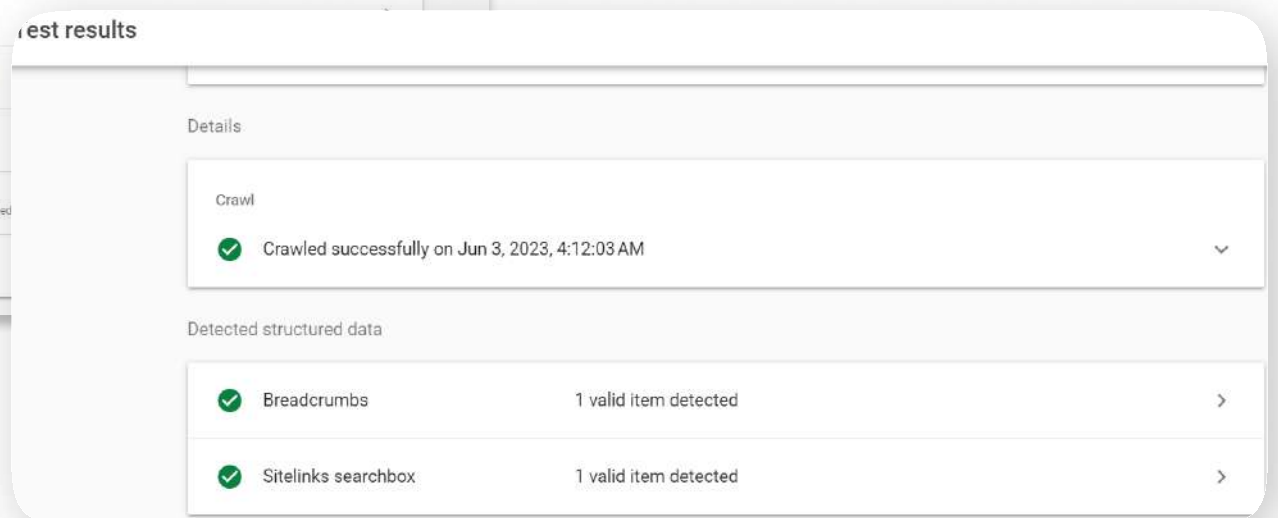 Test results
Details
Crawl
Crawled successfully on Jun 3, 2023, 4:12:03 AM
Detected structured data
Breadcrumbs 1 valid item detected
Sitelinks searchbox 1 valid item detected